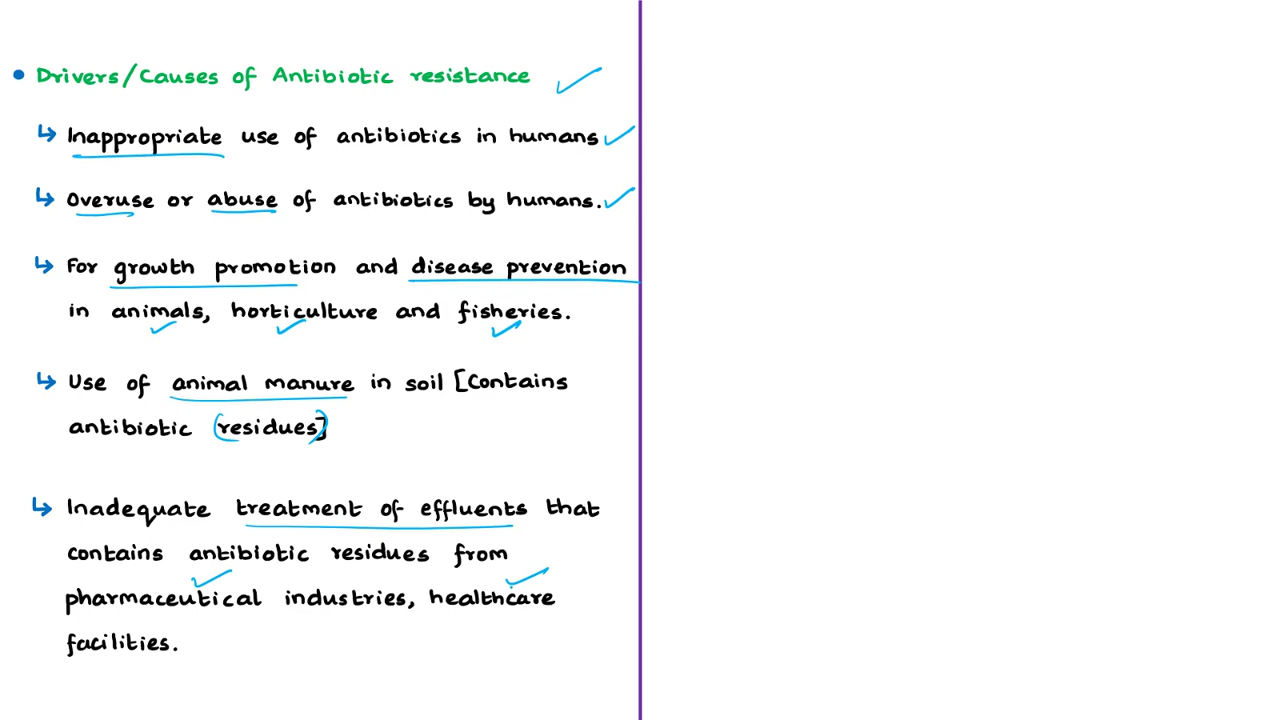 • Drivers/Causes of Antibiotic resistance
↳ Inappropriate use of antibiotics in humans
↳ Overuse or abuse of antibiotics by humans.
↳ For growth promotion and disease prevention
in animals, horticulture and fisheries.
↳ Use of animal manure in soil [Contains
antibiotic residues]
↳ Inadequate treatment of effluents that
contains antibiotic residues from
pharmaceutical industries, healthcare
facilities.